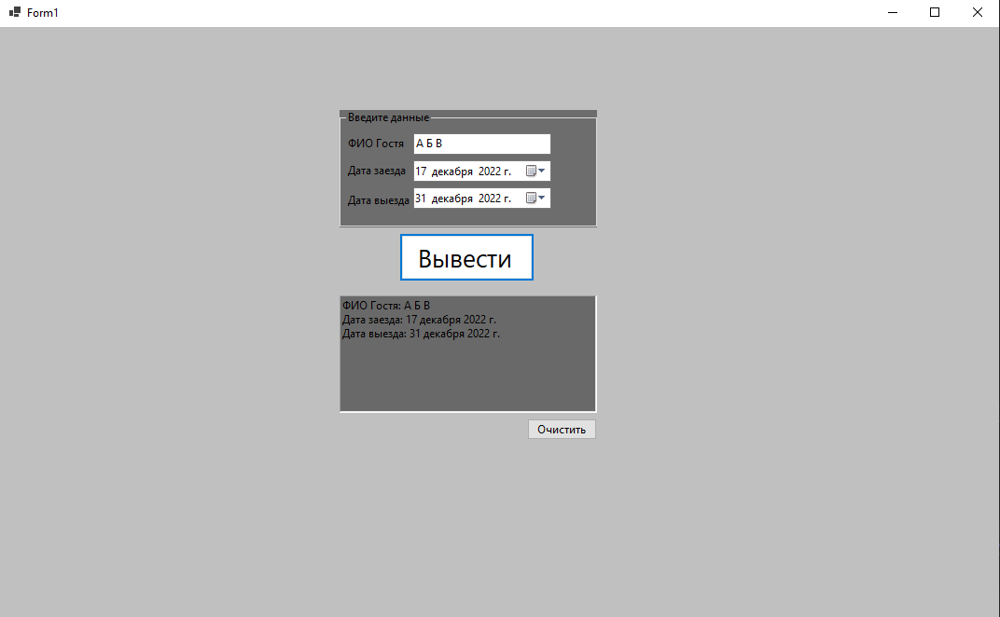 Form1
Введите данные
ФИО Гостя А Б В
Дата заезда 17 декабря 2022 г.
Дата выезда 31 декабря 2022 г.
Вывести
ФИО Гостя: А Б В
Дата заезда: 17 декабря 2022 г.
Дата выезда: 31 декабря 2022 г.
Очистить